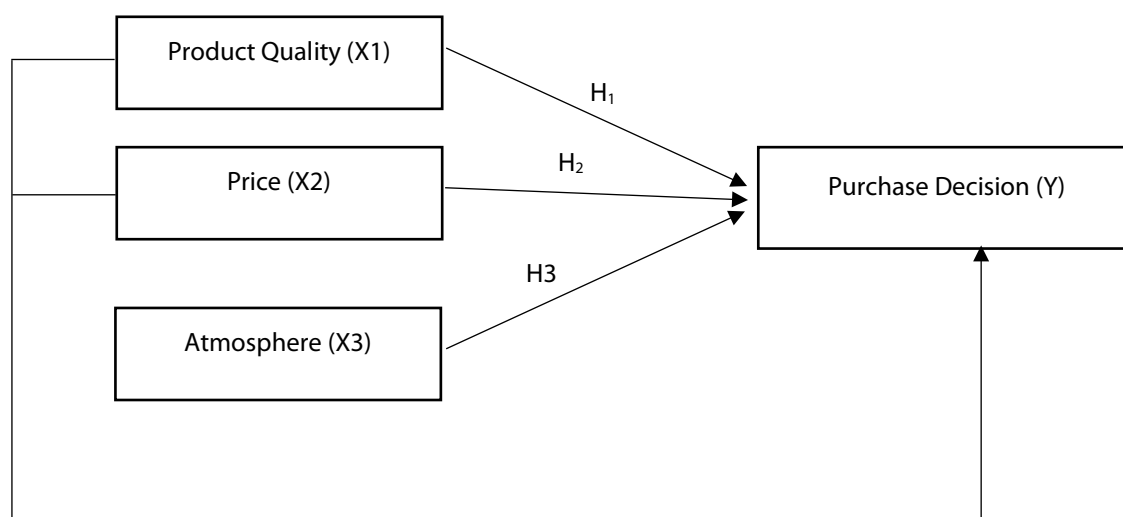 Product Quality (X1)
H₁
Price (X2)
H₂
Purchase Decision (Y)
H3
Atmosphere (X3)